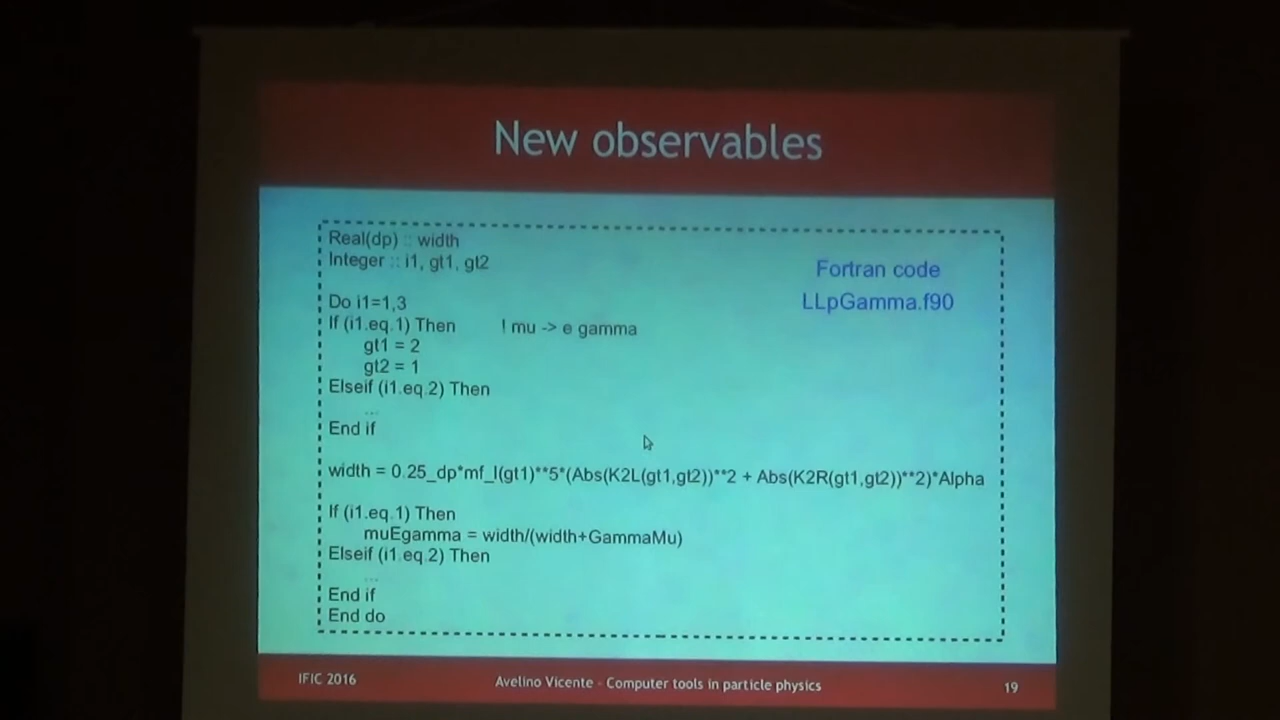 New observables
Real(dp) :: width
Integer :: i1, gt1, gt2
Fortran code
LLpGamma.f90
Do i1=1,3
If (i1.eq.1) Then ! mu -> e gamma
gt1 = 2
gt2 = 1
Elseif (i1.eq.2) Then
...
End if
width = 0.25_dp*mf_l(gt1)**5*(Abs(K2L(gt1,gt2))**2 + Abs(K2R(gt1,gt2))**2)*Alpha
If (i1.eq.1) Then
muEgamma = width/(width+GammaMu)
Elseif (i1.eq.2) Then
...
End if
End do
IFIC 2016
Avelino Vicente - Computer tools in particle physics
19